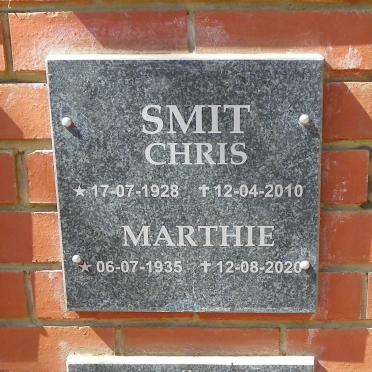 SMIT
CHRIS
★ 17-07-1928 ✝ 12-04-2010
MARTHIE
★ 06-07-1935 ✝ 12-08-2020